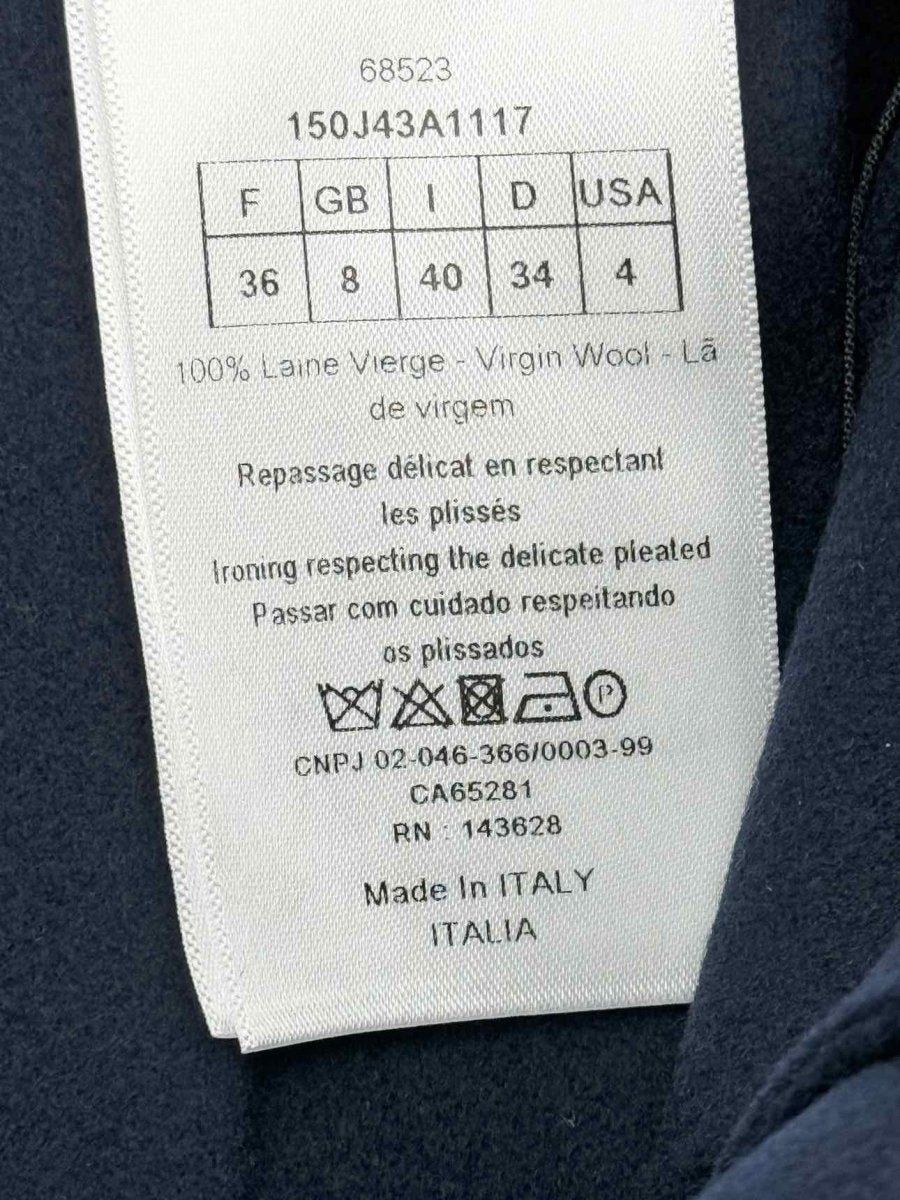 68523
150J43A1117
F GB I D USA
36 8 40 34 4
100% Laine Vierge - Virgin Wool - Lã
de virgem
Repassage délicat en respectant
les plissés
Ironing respecting the delicate pleated
Passar com cuidado respeitando
os plissados
P
CNPJ 02-046-366/0003-99
CA65281
RN : 143628
Made In ITALY
ITALIA